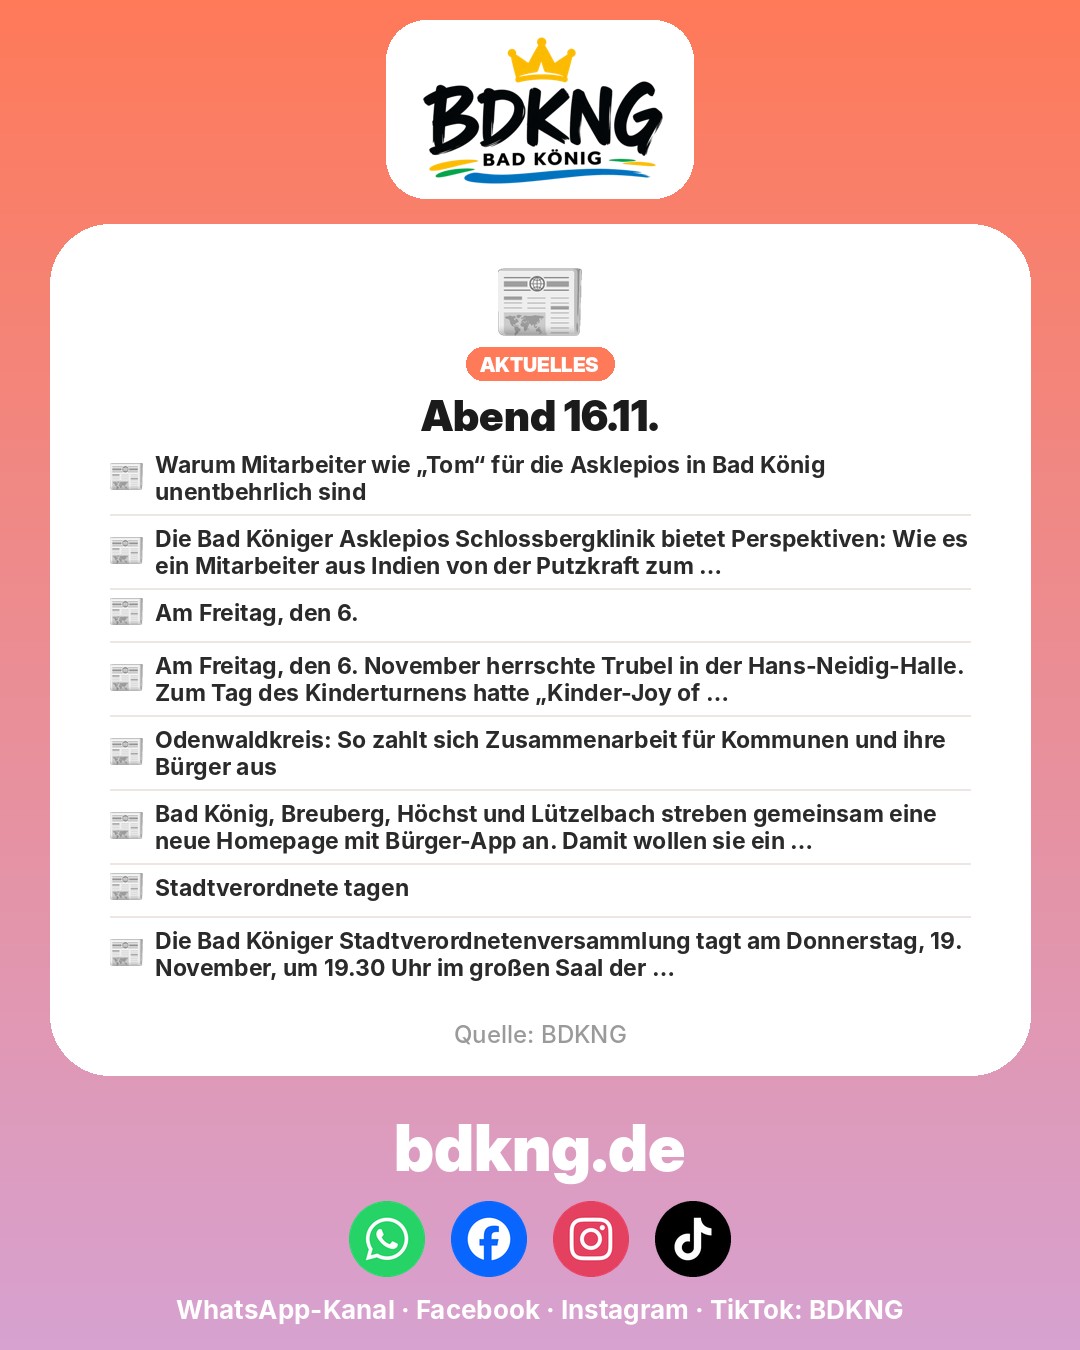 BDKNG
BAD KÖNIG
AKTUELLES
Abend 16.11.
Warum Mitarbeiter wie „Tom“ für die Asklepios in Bad König
unentbehrlich sind
Die Bad Königer Asklepios Schlossbergklinik bietet Perspektiven: Wie es
ein Mitarbeiter aus Indien von der Putzkraft zum ...
Am Freitag, den 6.
Am Freitag, den 6. November herrschte Trubel in der Hans-Neidig-Halle.
Zum Tag des Kinderturnens hatte „Kinder-Joy of ...
Odenwaldkreis: So zahlt sich Zusammenarbeit für Kommunen und ihre
Bürger aus
Bad König, Breuberg, Höchst und Lützelbach streben gemeinsam eine
neue Homepage mit Bürger-App an. Damit wollen sie ein ...
Stadtverordnete tagen
Die Bad Königer Stadtverordnetenversammlung tagt am Donnerstag, 19.
November, um 19.30 Uhr im großen Saal der ...
Quelle: BDKNG
bdkng.de
WhatsApp-Kanal · Facebook · Instagram · TikTok: BDKNG